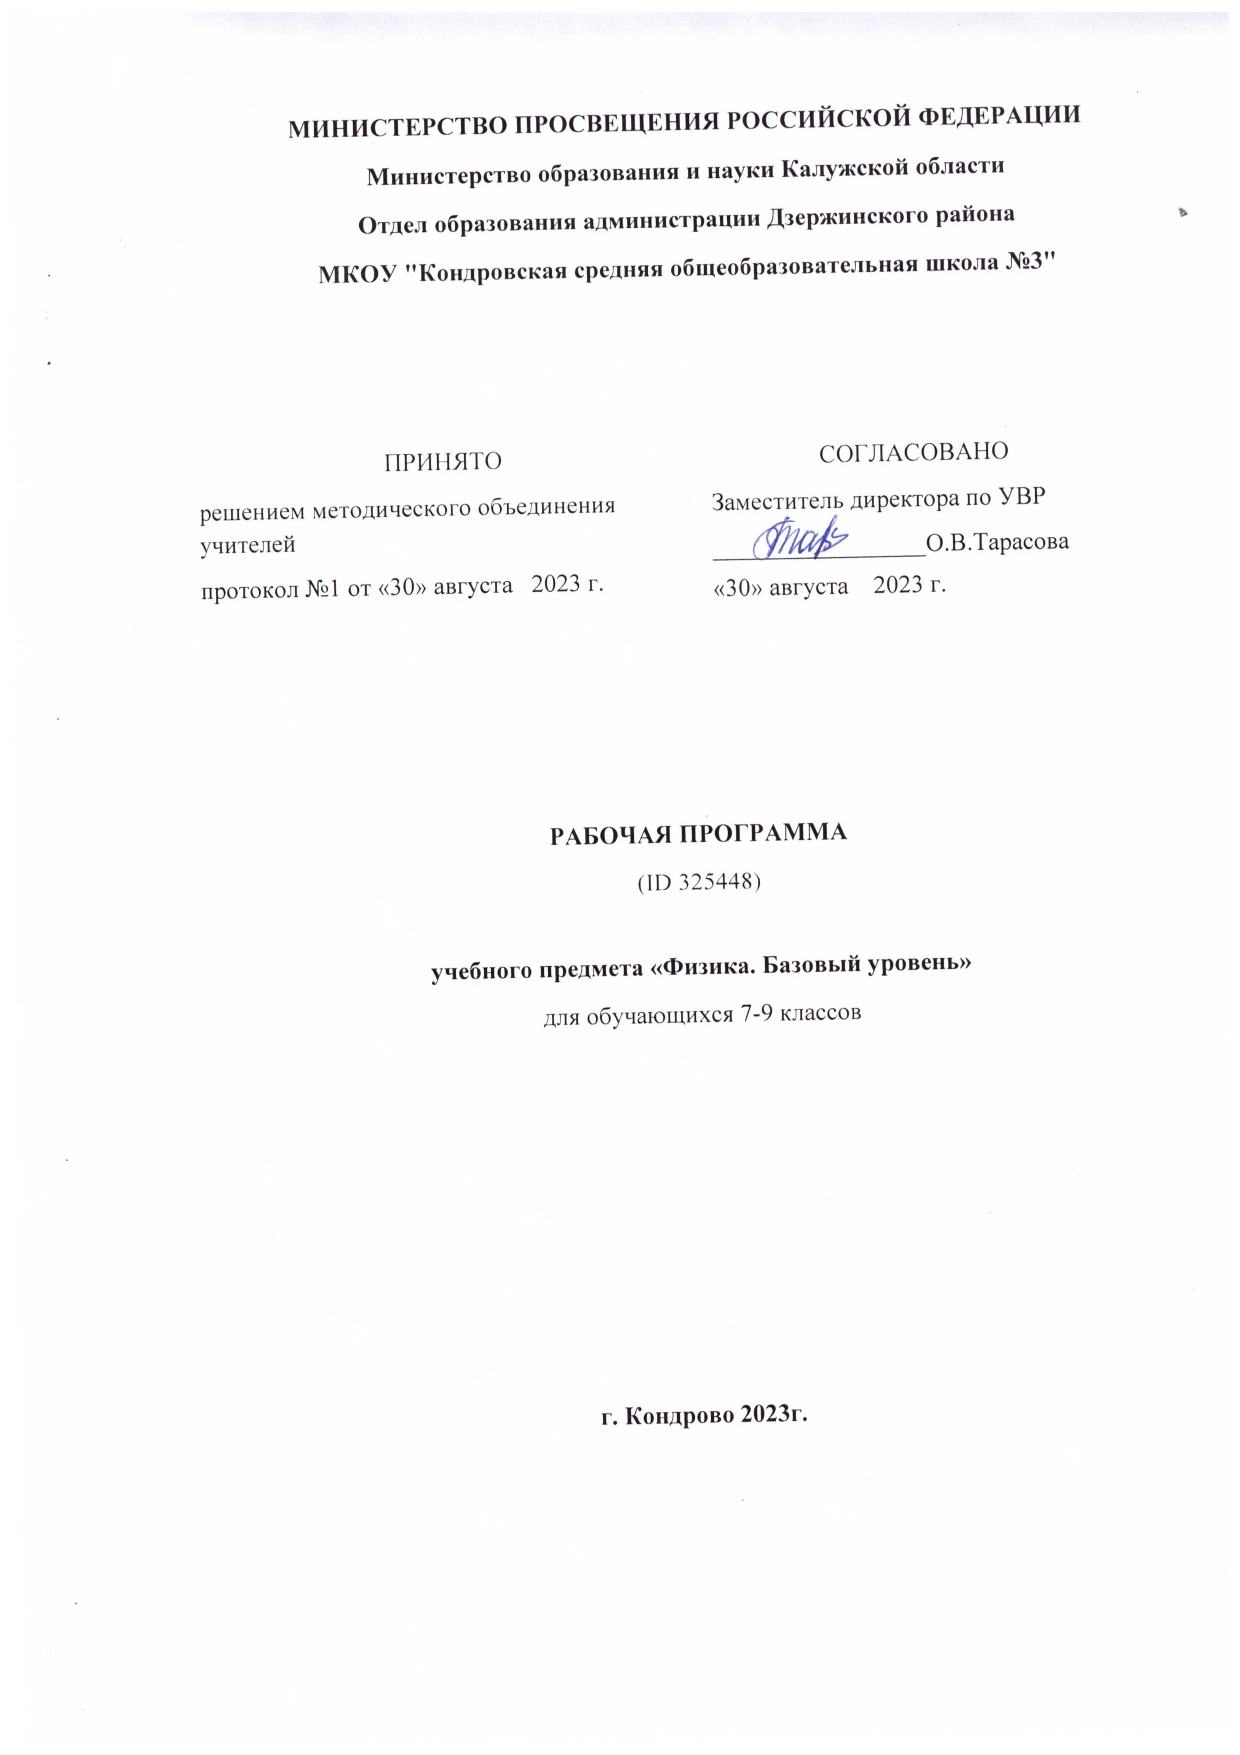 МИНИСТЕРСТВО ПРОСВЕЩЕНИЯ РОССИЙСКОЙ ФЕДЕРАЦИИ
Министерство образования и науки Калужской области
Отдел образования администрации Дзержинского района
МКОУ "Кондровская средняя общеобразовательная школа №3"
ПРИНЯТО
решением методического объединения
учителей
протокол №1 от «30» августа 2023 г.
СОГЛАСОВАНО
Заместитель директора по УВР
О.В.Тарасова
«30» августа 2023 г.
РАБОЧАЯ ПРОГРАММА
(ID 325448)
учебного предмета «Физика. Базовый уровень»
для обучающихся 7-9 классов
г. Кондрово 2023г.